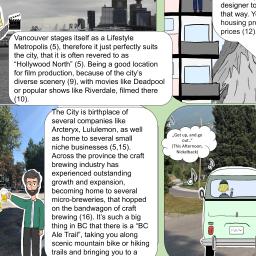 Vancouver stages itself as a Lifestyle
Metropolis (5), therefore it just perfectly suits
the city, that it is often revered to as
"Hollywood North" (5). Being a good location
for film production, because of the city's
diverse scenery (9), with movies like Deadpool
or popular shows like Riverdale, filmed there
(10).
designer to
that way. Y
housing pr
prices (12)
The City is birthplace of
several companies like
Arcteryx, Lululemon, as well
as home to several small
niche businesses (5,15).
Across the province the craft
brewing industry has
experienced outstanding
growth and expansion,
becoming home to several
micro-breweries, that hopped
on the bandwagon of craft
brewing (16). It's such a big
thing in BC that there is a "BC
Ale Trail", taking you along
scenic mountain bike or hiking
trails and bringing you to a
„Get up, and go
out.."
(This Afternoon,
Nickelback)